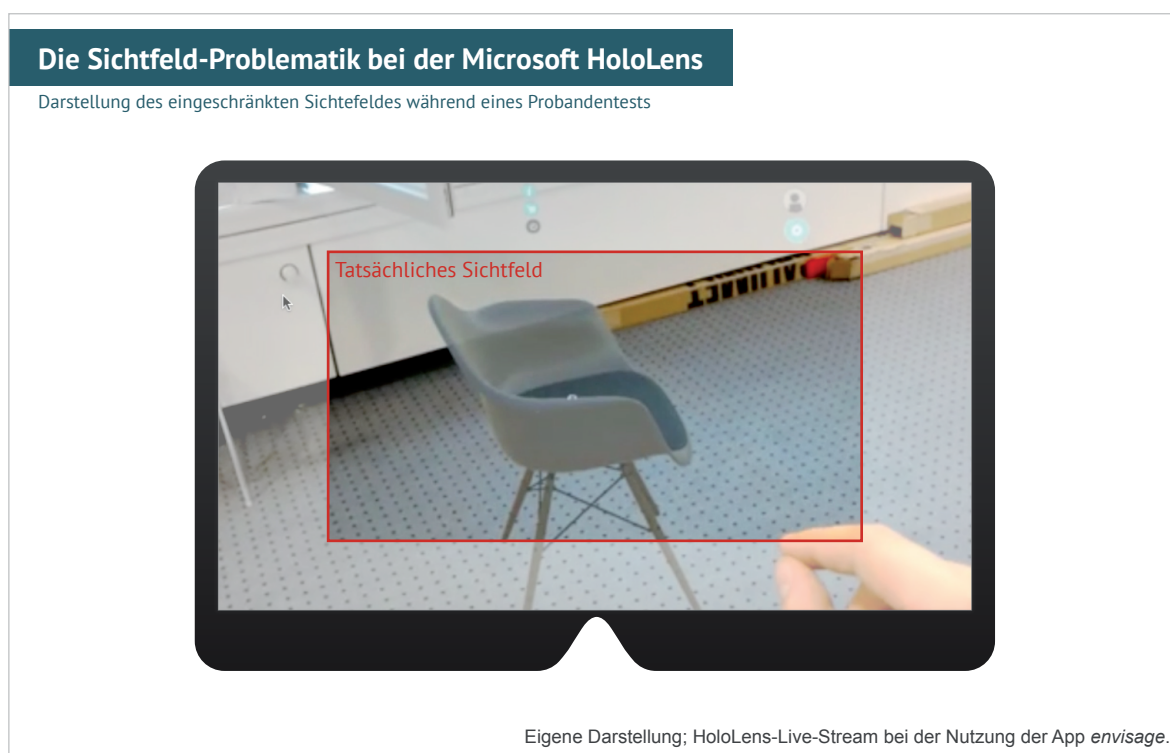 Die Sichtfeld-Problematik bei der Microsoft HoloLens
Darstellung des eingeschränkten Sichtefeldes während eines Probandentests
Tatsächliches Sichtfeld
Eigene Darstellung; HoloLens-Live-Stream bei der Nutzung der App envisage.